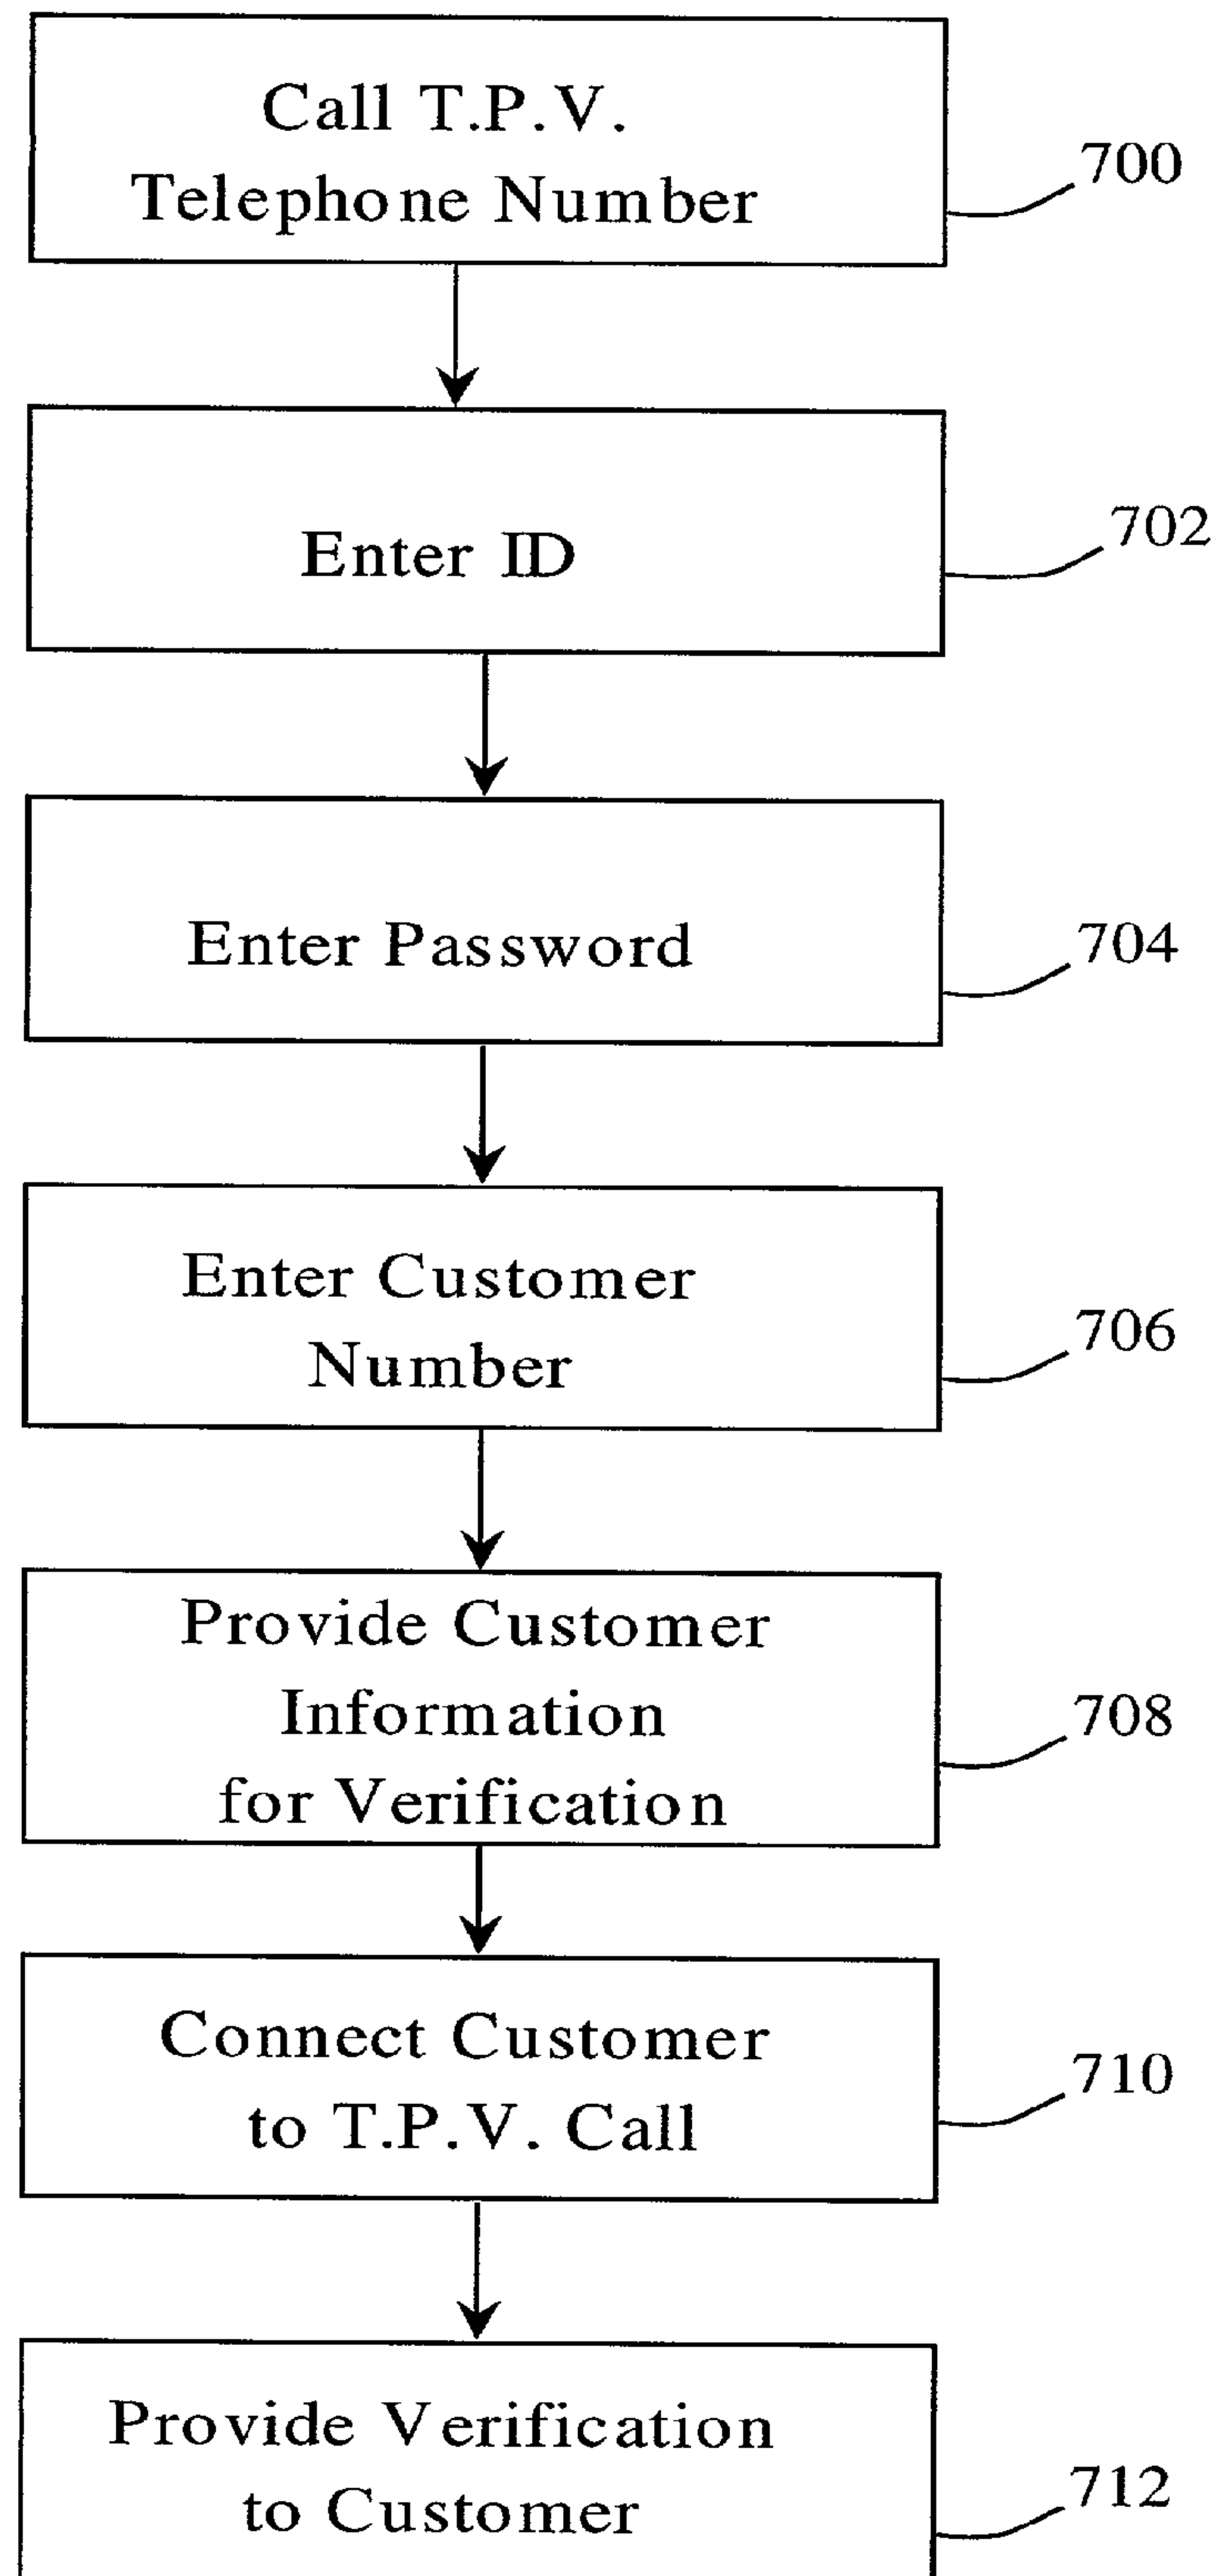 Call T.P.V.
Telephone Number
700
Enter ID
702
Enter Password
704
Enter Customer
Number
706
Provide Customer
Information
for Verification
708
Connect Customer
to T.P.V. Call
710
Provide Verification
to Customer
712